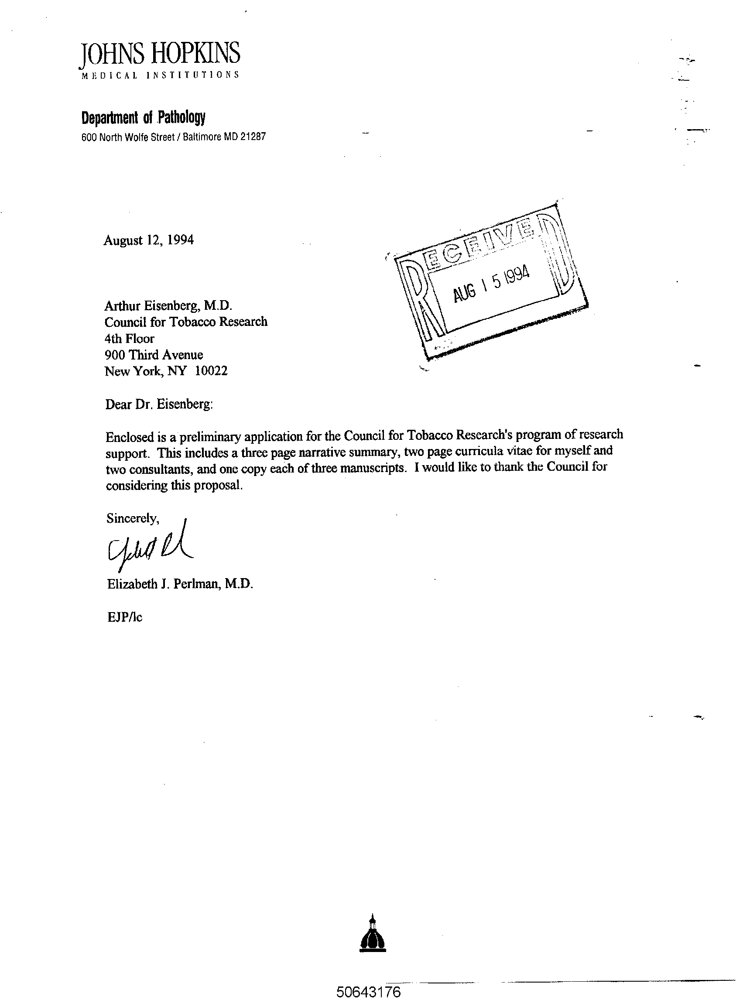 JOHNS HOPKINS
MEDICAL INSTITUTIONS
Department of Pathology
600 North Wolfe Street / Baltimore MD 21287
August 12, 1994
RECEIVED
AUG 15 1994
Arthur Eisenberg, M.D.
Council for Tobacco Research
4th Floor
900 Third Avenue
New York, NY 10022
Dear Dr. Eisenberg:
Enclosed is a preliminary application for the Council for Tobacco Research's program of research
support. This includes a three page narrative summary, two page curricula vitae for myself and
two consultants, and one copy each of three manuscripts. I would like to thank the Council for
considering this proposal.
Sincerely,
Elizabeth J. Perlman, M.D.
EJP/lc
50643176